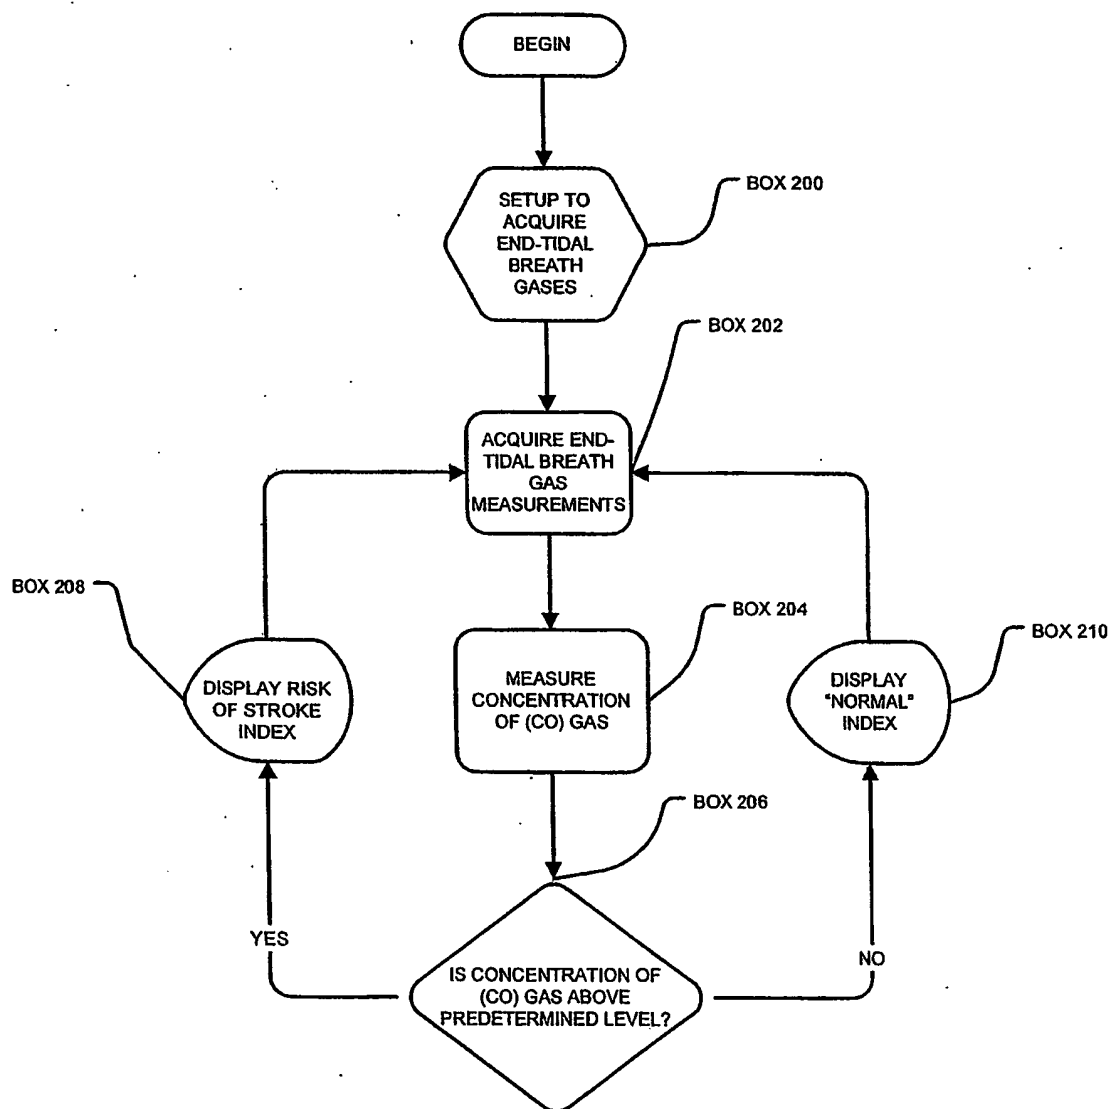 BEGIN
SETUP TO
ACQUIRE
END-TIDAL
BREATH
GASES
BOX 200
BOX 202
ACQUIRE END-
TIDAL BREATH
GAS
MEASUREMENTS
BOX 208
DISPLAY RISK
OF STROKE
INDEX
BOX 204
MEASURE
CONCENTRATION
OF (CO) GAS
BOX 210
DISPLAY
"NORMAL"
INDEX
BOX 206
YES
NO
IS CONCENTRATION OF
(CO) GAS ABOVE
PREDETERMINED LEVEL?